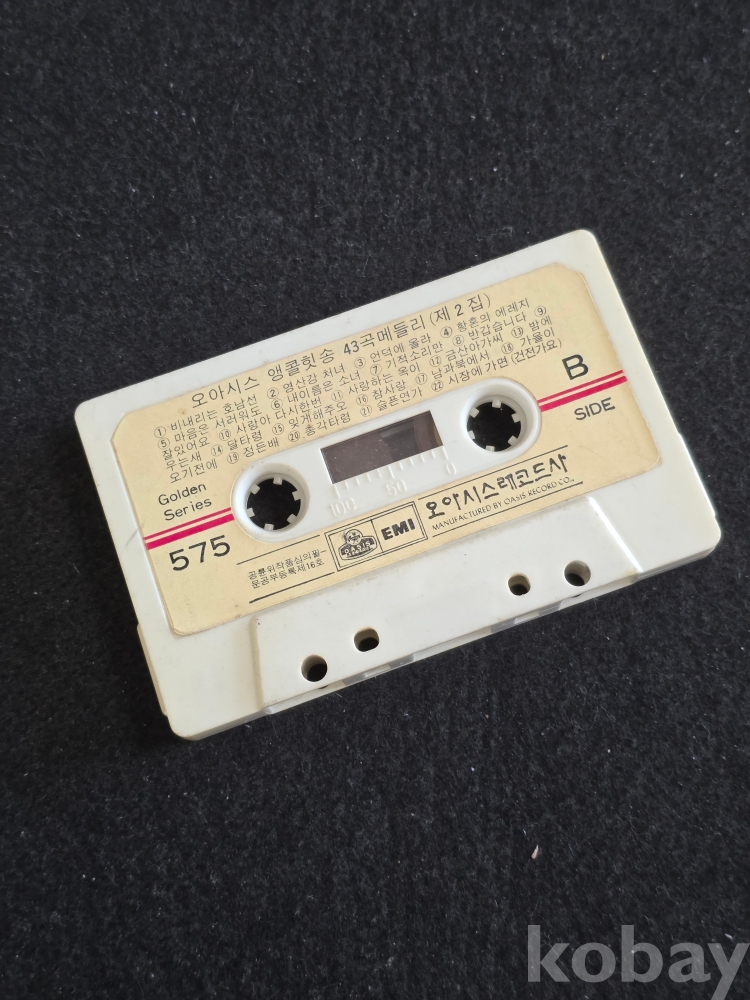 오아시스 앵콜힛송 43곡메들리 (제2집)
① 비내리는 호남선 ② 영산강 처녀 ③ 언덕에 올라 ④ 황혼의 에레지
⑤ 마음은 서러워도 ⑥ 내이름은 소녀 ⑦ 기적소리만 ⑧ 반갑습니다 ⑨
잘있어요 ⑩ 사랑아 다시한번 ⑪ 사랑하는 옥이 ⑫ 금산아가씨 ⑬ 밤에
우는새 ⑭ 달타령 ⑮ 잊게해주오 ⑯ 참사랑 ⑰ 남과북에서 ⑱ 가을이
오기전에 ⑲ 정든배 ⑳ 총각타령 ㉑ 슬픈연가 ㉒ 시장에 가면 (건전가요)
B
SIDE
Golden
Series
575
100 50 0
OASIS
EMI
오아시스레코드사
MANUFACTURED BY OASIS RECORD CO.,
공륜위작품심의필
문공부등록제16호
kobay